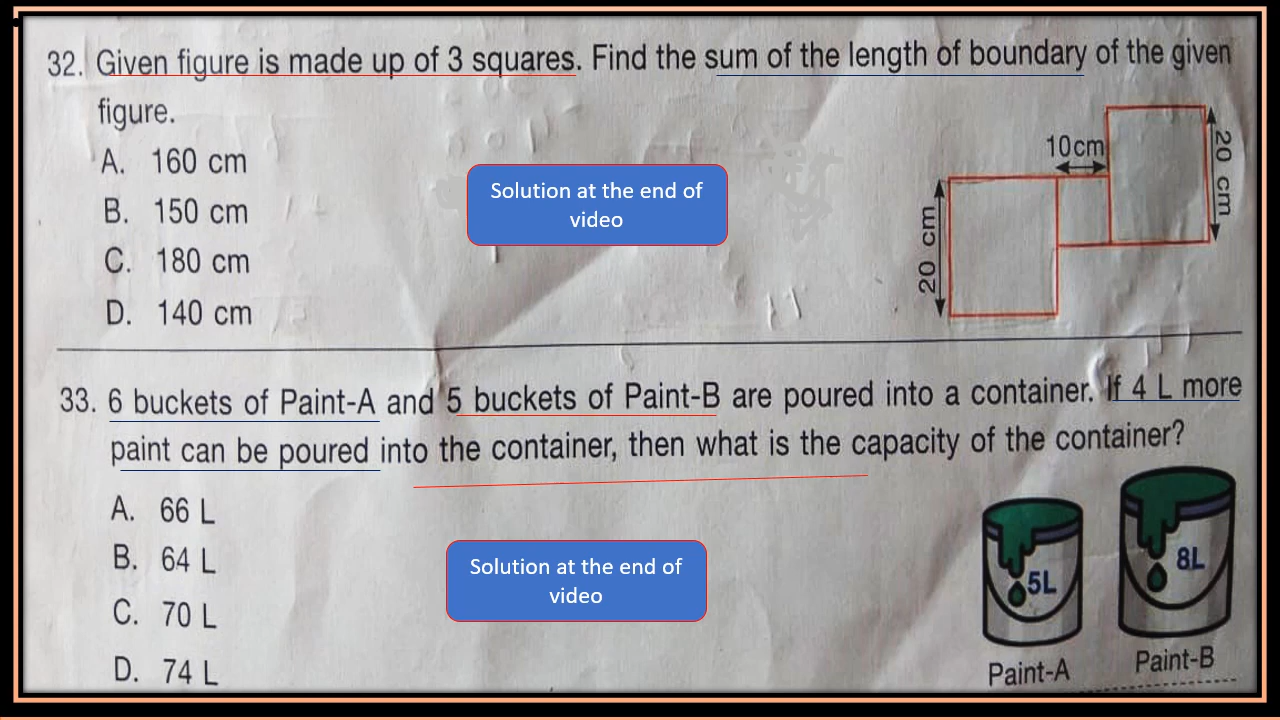 32. Given figure is made up of 3 squares. Find the sum of the length of boundary of the given
figure.
A. 160 cm
B. 150 cm
C. 180 cm
D. 140 cm
Solution at the end of
video
10cm
20 cm
20 cm
33. 6 buckets of Paint-A and 5 buckets of Paint-B are poured into a container. If 4 L more
paint can be poured into the container, then what is the capacity of the container?
A. 66 L
B. 64 L
C. 70 L
D. 74 L
Solution at the end of
video
5L
8L
Paint-A
Paint-B